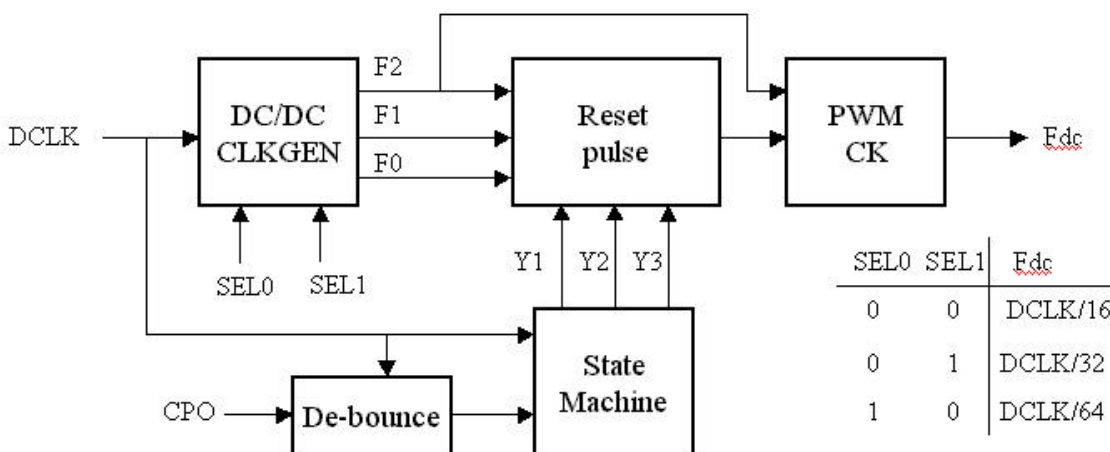 F2
DC/DC
CLKGEN
F1
F0
DCLK
Reset
pulse
PWM
CK
Fdc
SEL0
SEL1
Y1 Y2 Y3
State
Machine
CPO
De-bounce
SEL0 SEL1 Fdc
0 0 DCLK/16
0 1 DCLK/32
1 0 DCLK/64